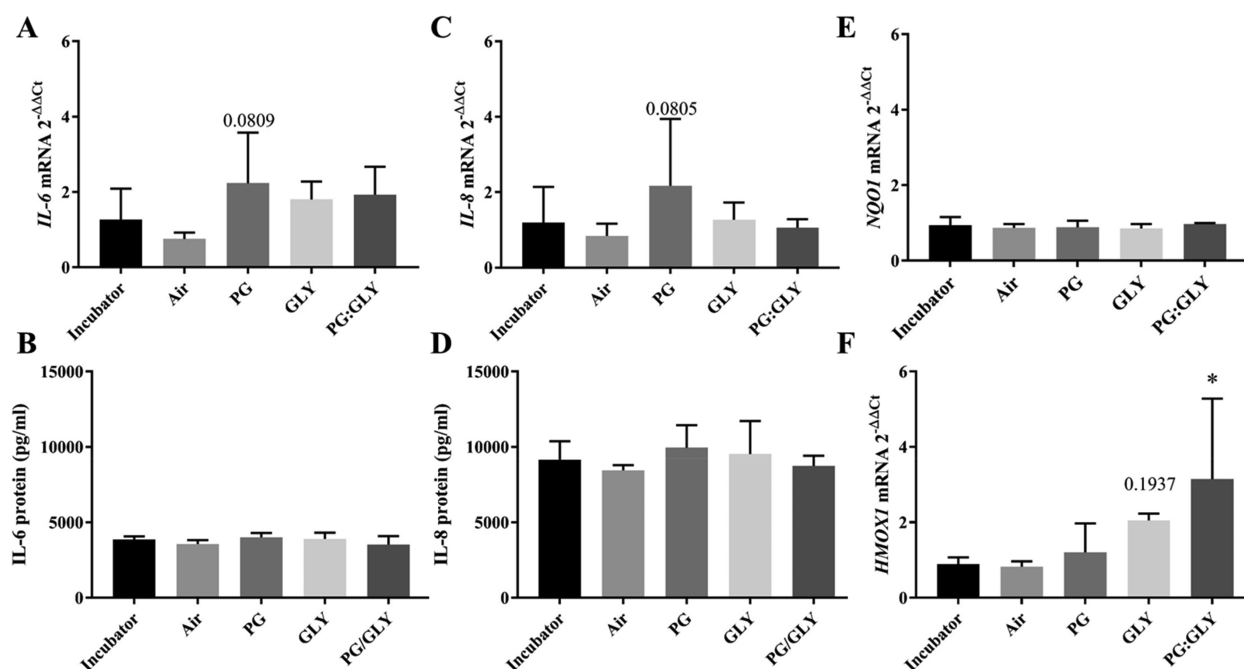 A
IL-6 mRNA 2^-ΔΔCt
6
4
2
0
0.0809
Incubator
Air
PG
GLY
PG:GLY
C
IL-8 mRNA 2^-ΔΔCt
6
4
2
0
0.0805
Incubator
Air
PG
GLY
PG:GLY
E
NQO1 mRNA 2^-ΔΔCt
6
4
2
0
Incubator
Air
PG
GLY
PG:GLY
B
IL-6 protein (pg/ml)
15000
10000
5000
0
Incubator
Air
PG
GLY
PG/GLY
D
IL-8 protein (pg/ml)
15000
10000
5000
0
Incubator
Air
PG
GLY
PG/GLY
F
HMOX1 mRNA 2^-ΔΔCt
6
4
2
0
0.1937
*
Incubator
Air
PG
GLY
PG:GLY